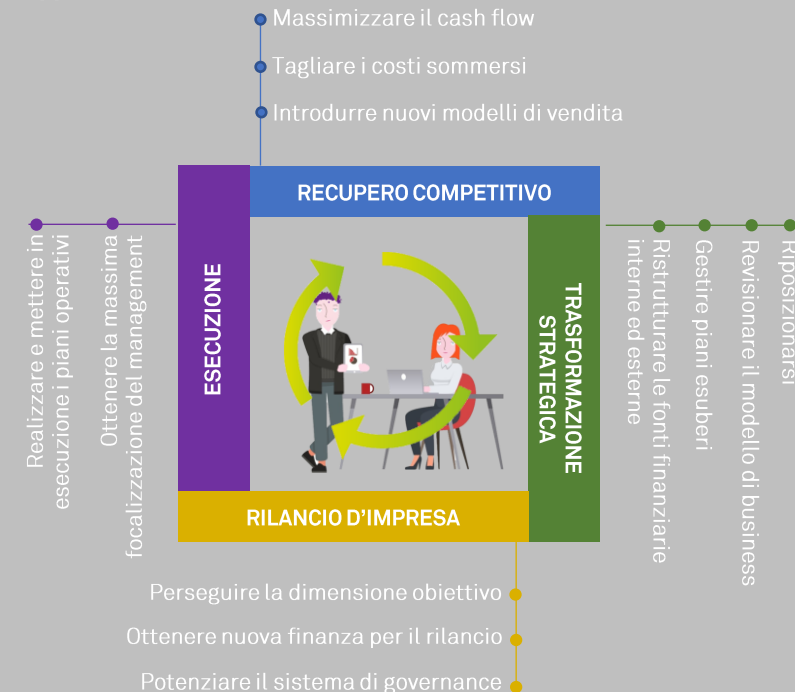 Massimizzare il cash flow
Tagliare i costi sommersi
Introdurre nuovi modelli di vendita
RECUPERO COMPETITIVO
Realizzare e mettere in
esecuzione i piani operativi
Ottenere la massima
focalizzazione del management
ESECUZIONE
TRASFORMAZIONE
STRATEGICA
Ristrutturare le fonti finanziarie
interne ed esterne
Gestire piani esuberi
Revisionare il modello di business
Riposizionarsi
RILANCIO D’IMPRESA
Perseguire la dimensione obiettivo
Ottenere nuova finanza per il rilancio
Potenziare il sistema di governance